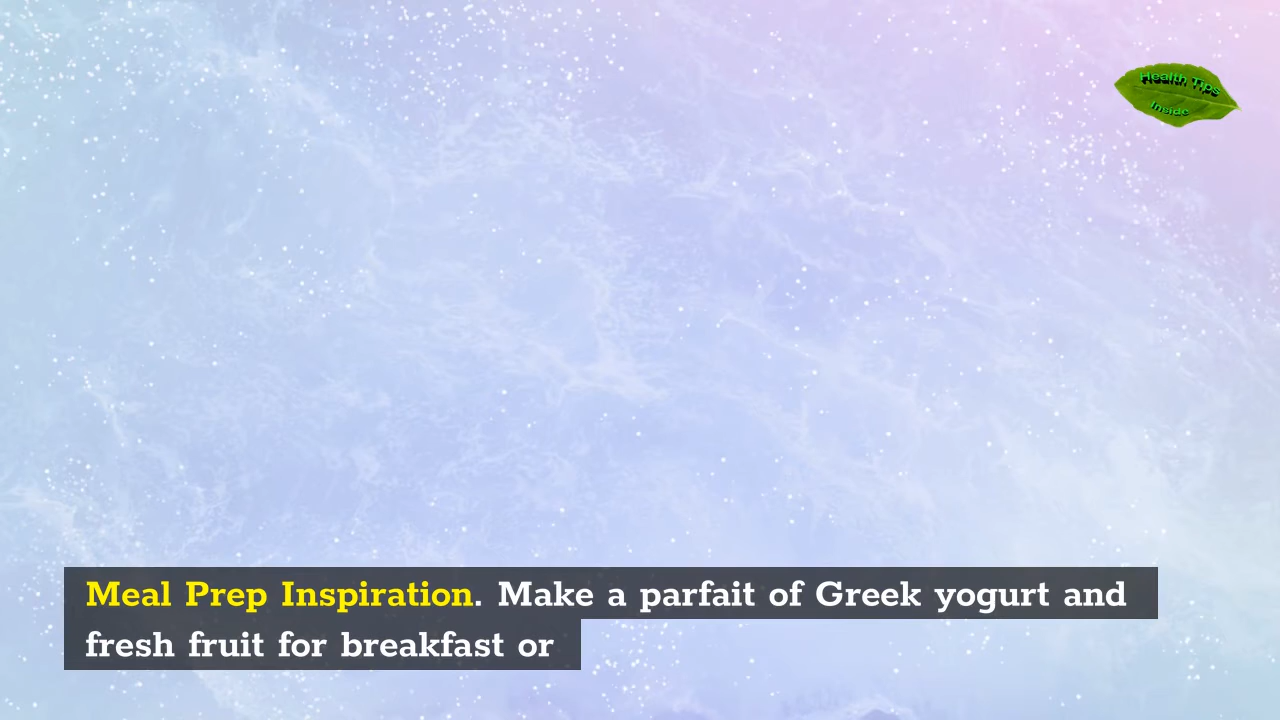 Health Tips
Inside
Meal Prep Inspiration. Make a parfait of Greek yogurt and
fresh fruit for breakfast or